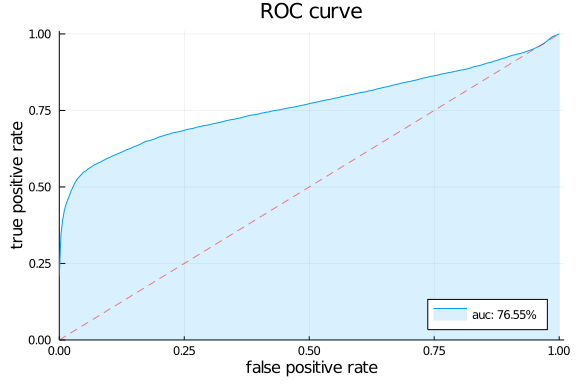 ROC curve
1.00
0.75
0.50
0.25
0.00
true positive rate
auc: 76.55%
0.00 0.25 0.50 0.75 1.00
false positive rate